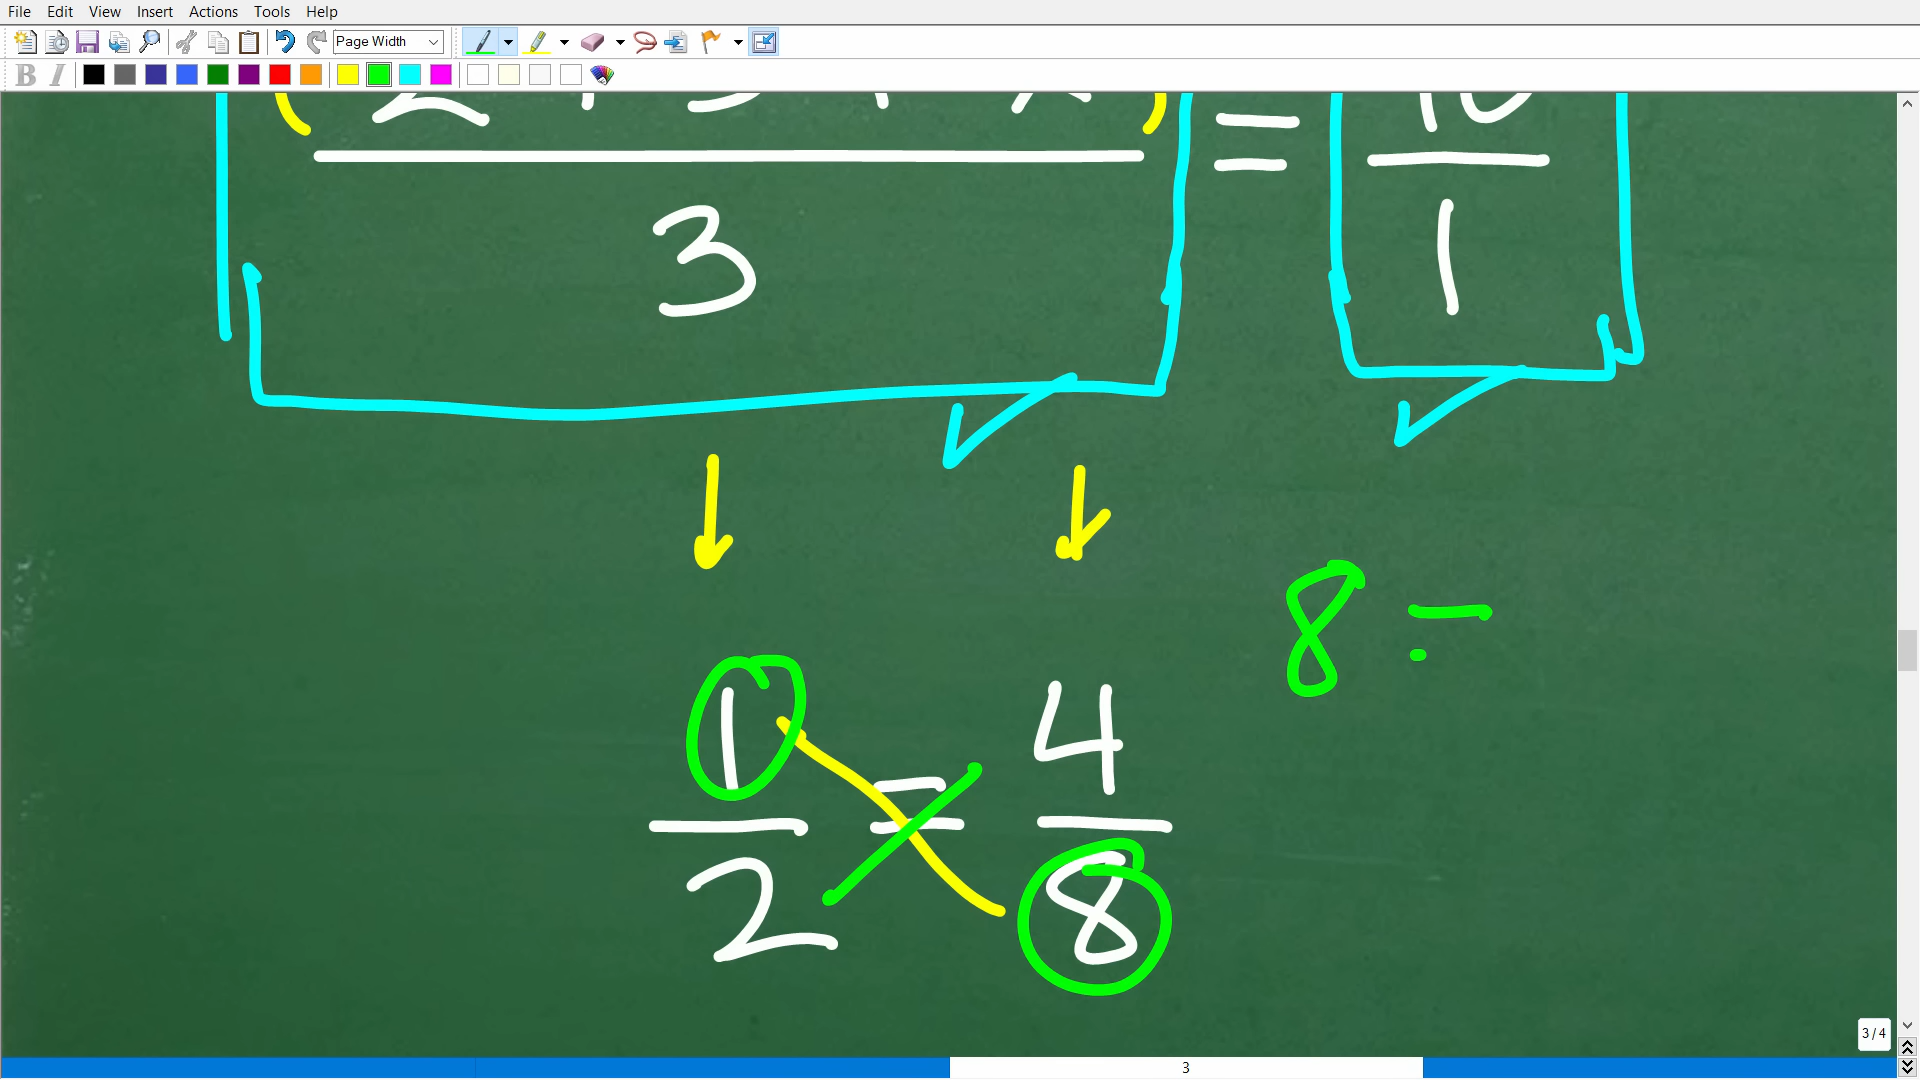 File Edit View Insert Actions Tools Help
Page Width
B I
=
3
1
8 =
1 = 4
2 8
3 / 4
3